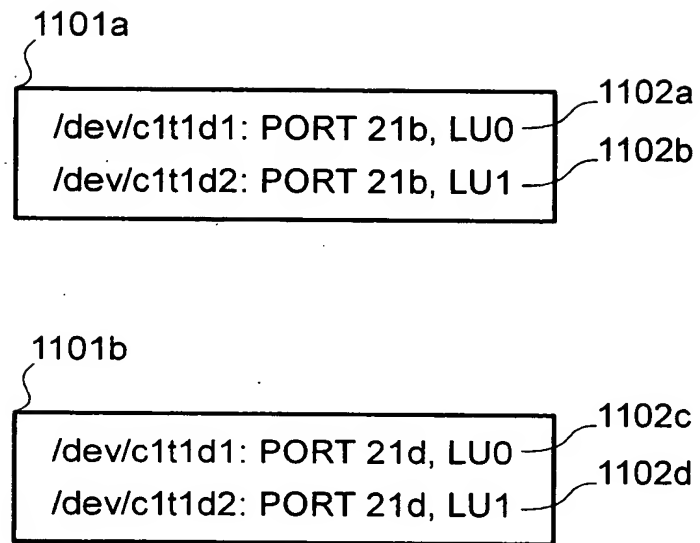 1101a
/dev/c1t1d1: PORT 21b, LU0 1102a
/dev/c1t1d2: PORT 21b, LU1 1102b
1101b
/dev/c1t1d1: PORT 21d, LU0 1102c
/dev/c1t1d2: PORT 21d, LU1 1102d